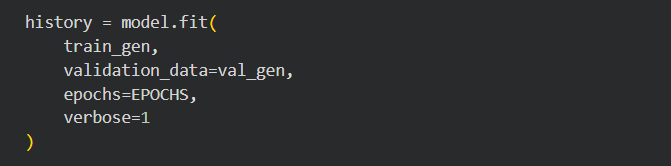 history = model.fit(
    train_gen,
    validation_data=val_gen,
    epochs=EPOCHS,
    verbose=1
)